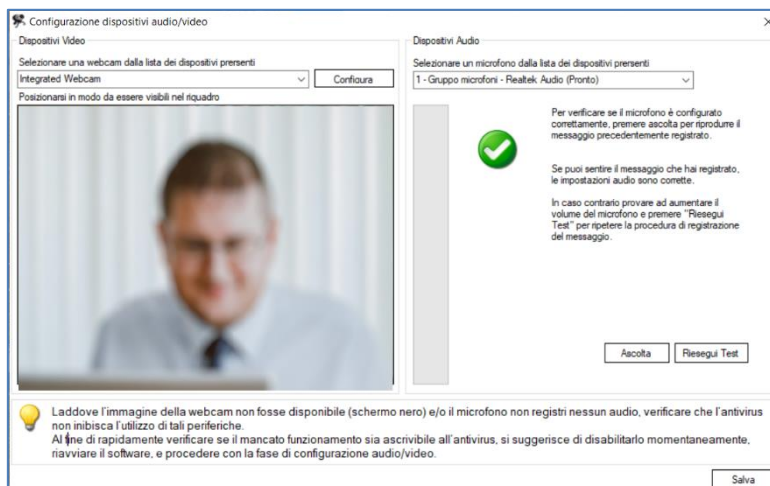 Configurazione dispositivi audio/video
Dispositivi Video
Selezionare una webcam dalla lista dei dispositivi prersenti
Integrated Webcam
Configura
Posizionarsi in modo da essere visibili nel riquadro
Dispositivi Audio
Selezionare un microfono dalla lista dei dispositivi prersenti
1 - Gruppo microfoni - Realtek Audio (Pronto)
Per verificare se il microfono è configurato
correttamente, premere ascolta per riprodurre il
messaggio precedentemente registrato.
Se puoi sentire il messaggio che hai registrato,
le impostazioni audio sono corrette.
In caso contrario provare ad aumentare il
volume del microfono e premere "Riesegui
Test" per ripetere la procedura di registrazione
del messaggio.
Ascolta
Riesegui Test
Laddove l'immagine della webcam non fosse disponibile (schermo nero) e/o il microfono non registri nessun audio, verificare che l'antivirus
non inibisca l'utilizzo di tali periferiche.
Al fine di rapidamente verificare se il mancato funzionamento sia ascrivibile all'antivirus, si suggerisce di disabilitarlo momentaneamente,
riavviare il software, e procedere con la fase di configurazione audio/video.
Salva